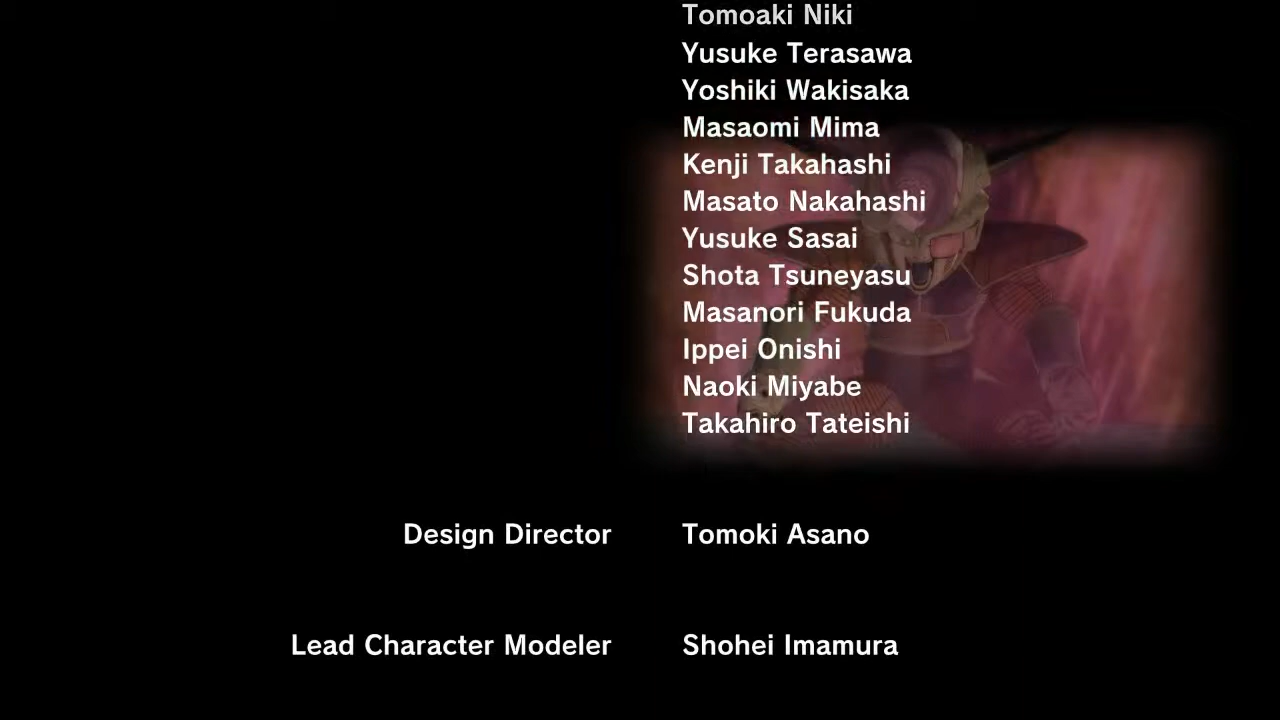 Tomoaki Niki
Yusuke Terasawa
Yoshiki Wakisaka
Masaomi Mima
Kenji Takahashi
Masato Nakahashi
Yusuke Sasai
Shota Tsuneyasu
Masanori Fukuda
Ippei Onishi
Naoki Miyabe
Takahiro Tateishi
Design Director Tomoki Asano
Lead Character Modeler Shohei Imamura